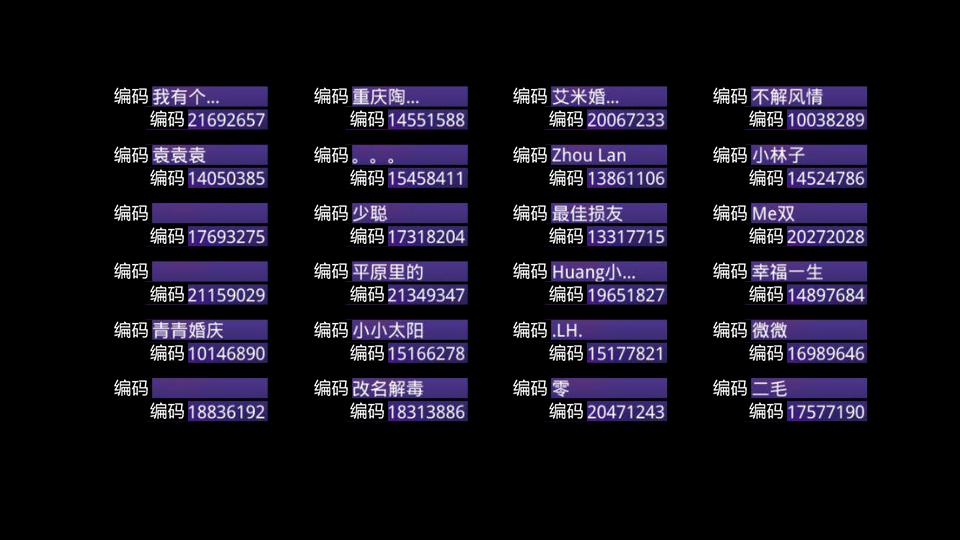 编码 我有个... 编码 重庆陶... 编码 艾米婚... 编码 不解风情
编码 21692657 编码 14551588 编码 20067233 编码 10038289
编码 袁袁袁 编码 。。。 编码 Zhou Lan 编码 小林子
编码 14050385 编码 15458411 编码 13861106 编码 14524786
编码 编码 少聪 编码 最佳损友 编码 Me双
编码 17693275 编码 17318204 编码 13317715 编码 20272028
编码 编码 平原里的 编码 Huang小... 编码 幸福一生
编码 21159029 编码 21349347 编码 19651827 编码 14897684
编码 青青婚庆 编码 小小太阳 编码 .LH. 编码 微微
编码 10146890 编码 15166278 编码 15177821 编码 16989646
编码 编码 改名解毒 编码 零 编码 二毛
编码 18836192 编码 18313886 编码 20471243 编码 17577190